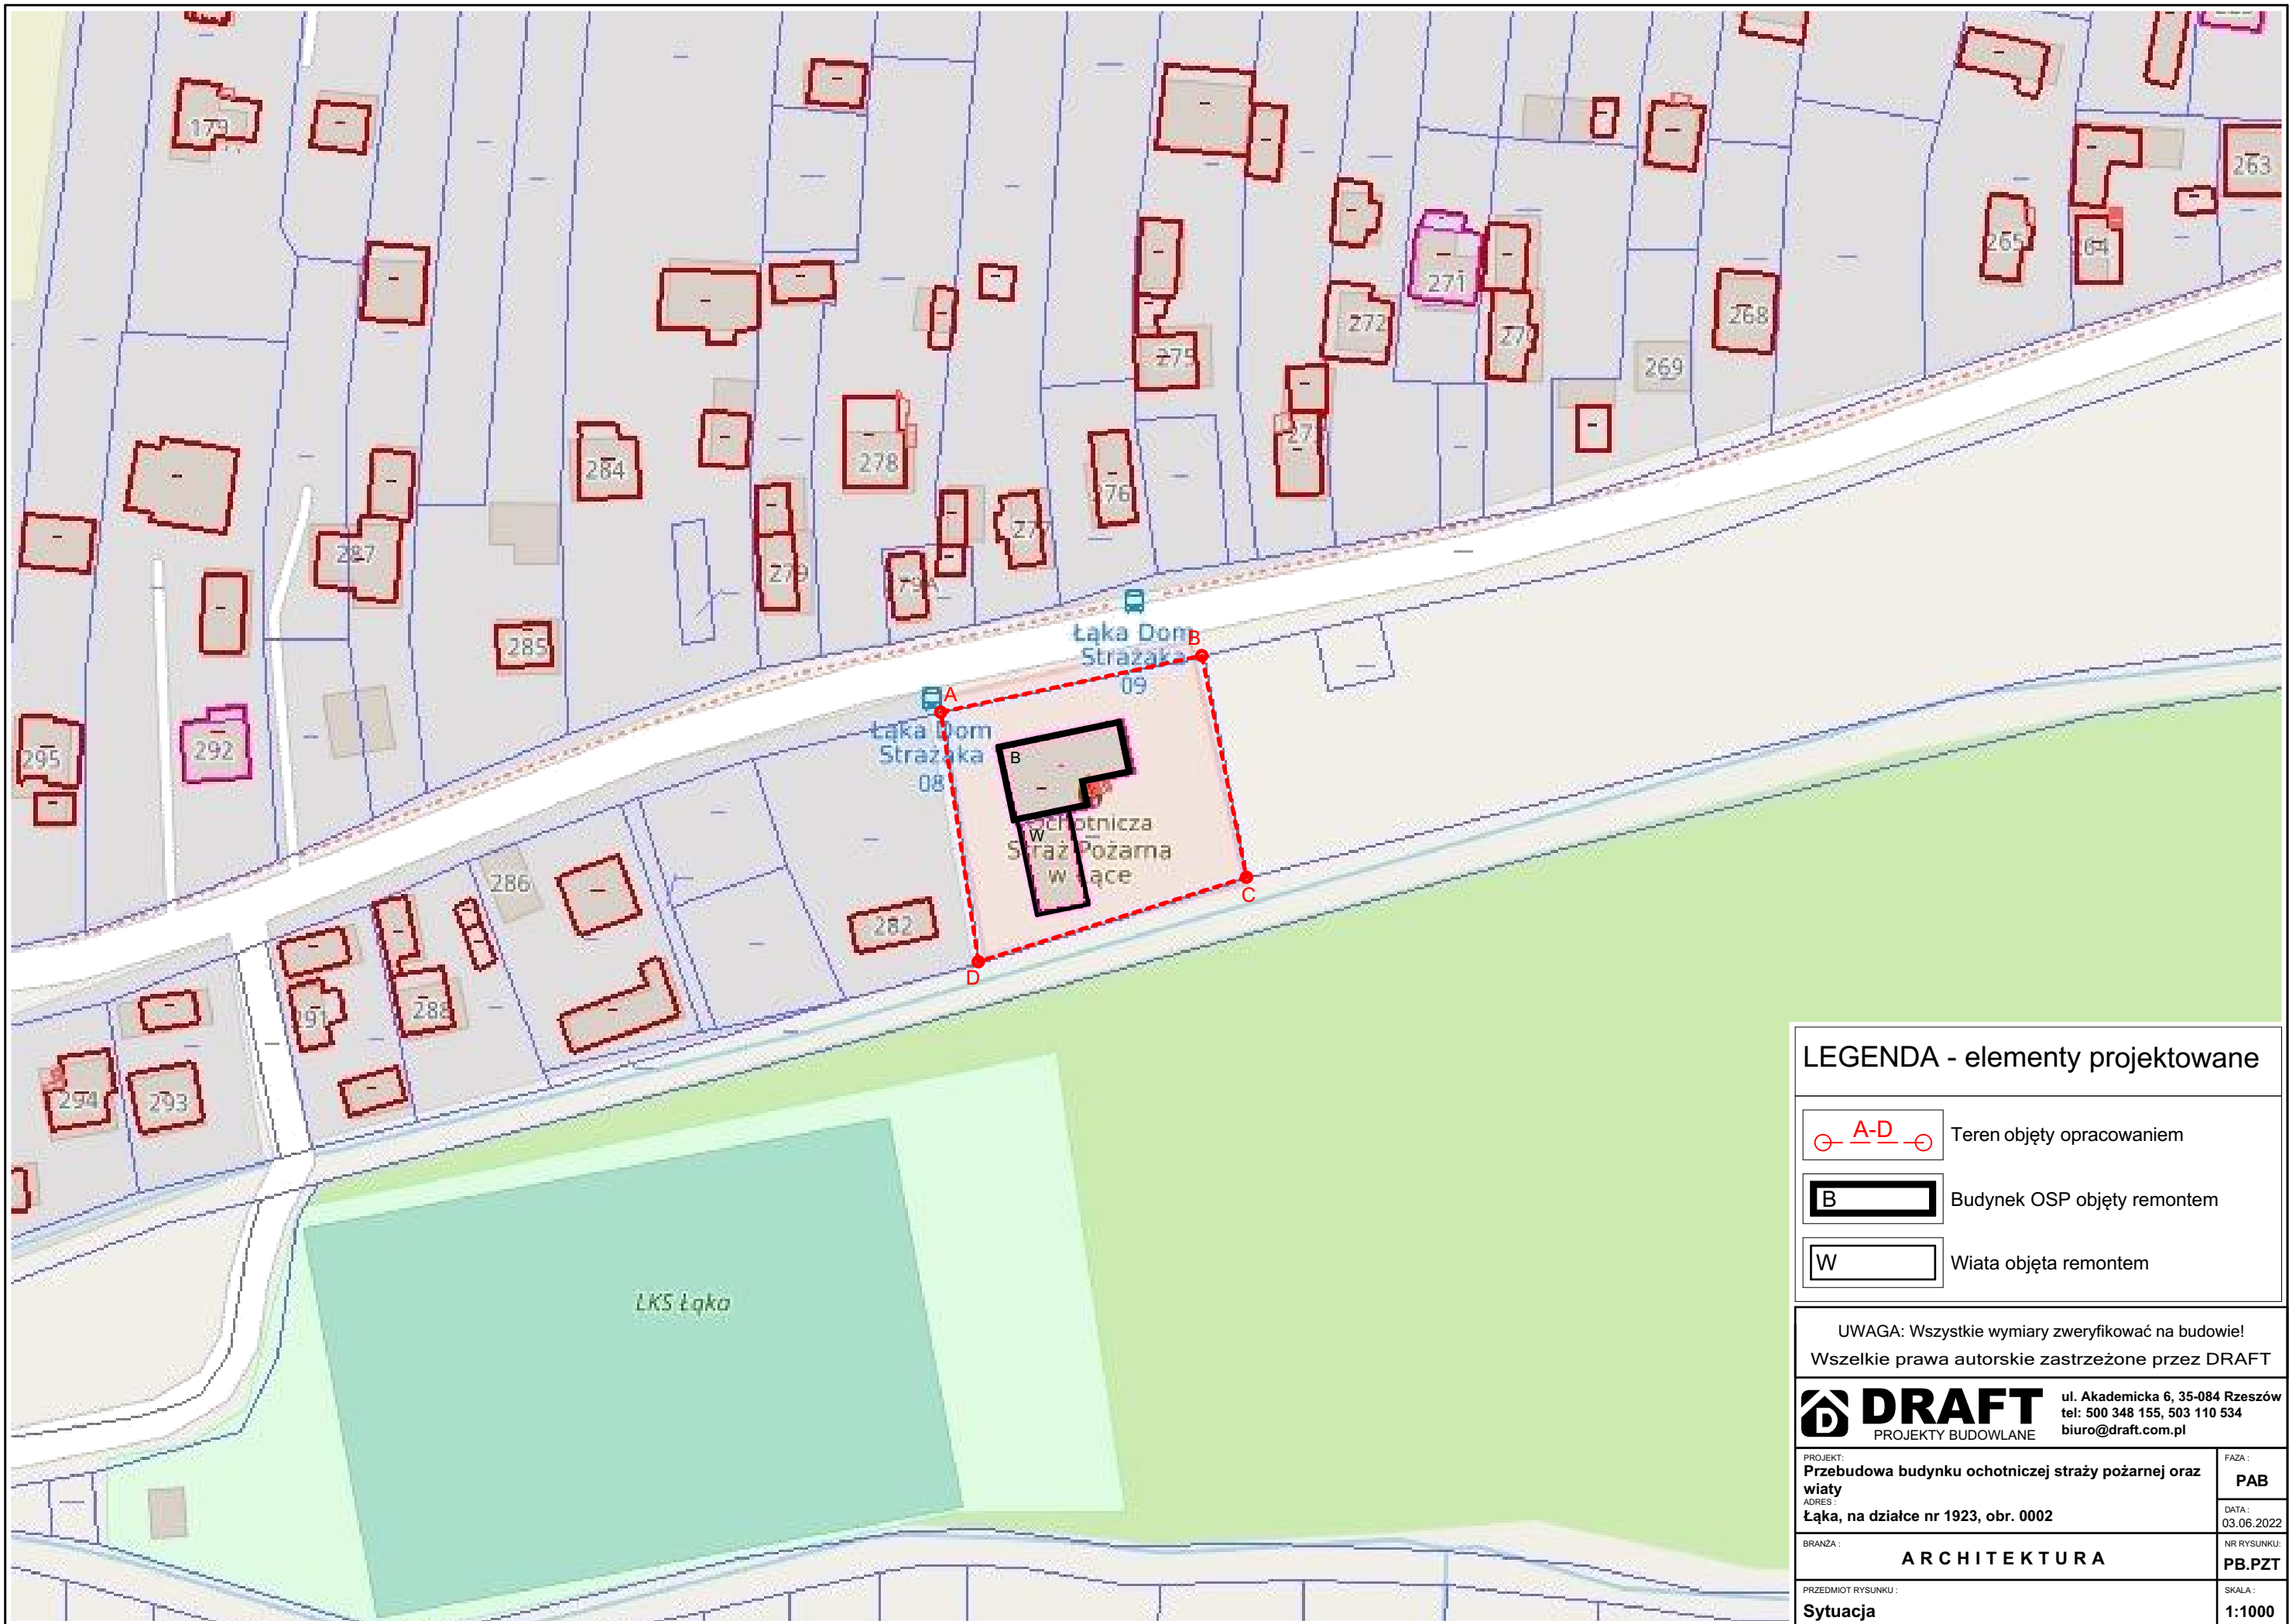 179
263
265
264
271
272
270
268
269
275
284
278
276
277
287
279
79A
285
Łąka Dom
Strażaka
09
B
A
Łąka Dom
Strażaka
08
295
292
B
W
Ochotnicza
Straż Pożarna
w Łące
C
D
286
282
288
291
294
293
LKS Łąka
LEGENDA - elementy projektowane
A-D Teren objęty opracowaniem
B Budynek OSP objęty remontem
W Wiata objęta remontem
UWAGA: Wszystkie wymiary zweryfikować na budowie!
Wszelkie prawa autorskie zastrzeżone przez DRAFT
D DRAFT
PROJEKTY BUDOWLANE
ul. Akademicka 6, 35-084 Rzeszów
tel: 500 348 155, 503 110 534
biuro@draft.com.pl
PROJEKT:
Przebudowa budynku ochotniczej straży pożarnej oraz
wiaty
ADRES :
Łąka, na działce nr 1923, obr. 0002
FAZA :
PAB
DATA :
03.06.2022
BRANŻA :
ARCHITEKTURA
NR RYSUNKU:
PB.PZT
PRZEDMIOT RYSUNKU :
Sytuacja
SKALA :
1:1000